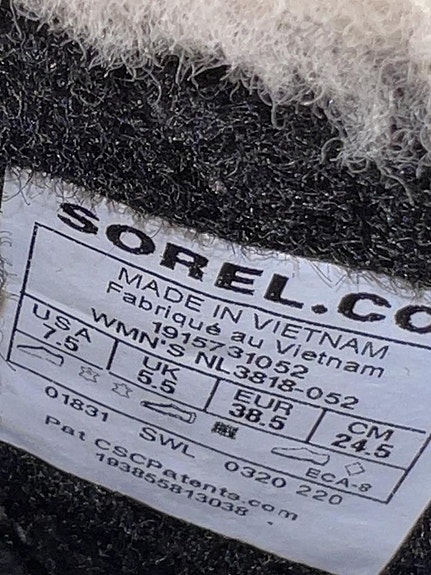 SOREL.CO
MADE IN VIETNAM
Fabriqué au Vietnam
1915731052
WMN'S NL3818-052
USA UK EUR CM
7.5 5.5 38.5 24.5
ECA-8
01831 SWL 0320 220
Pat CSCPatents.com
193855813038